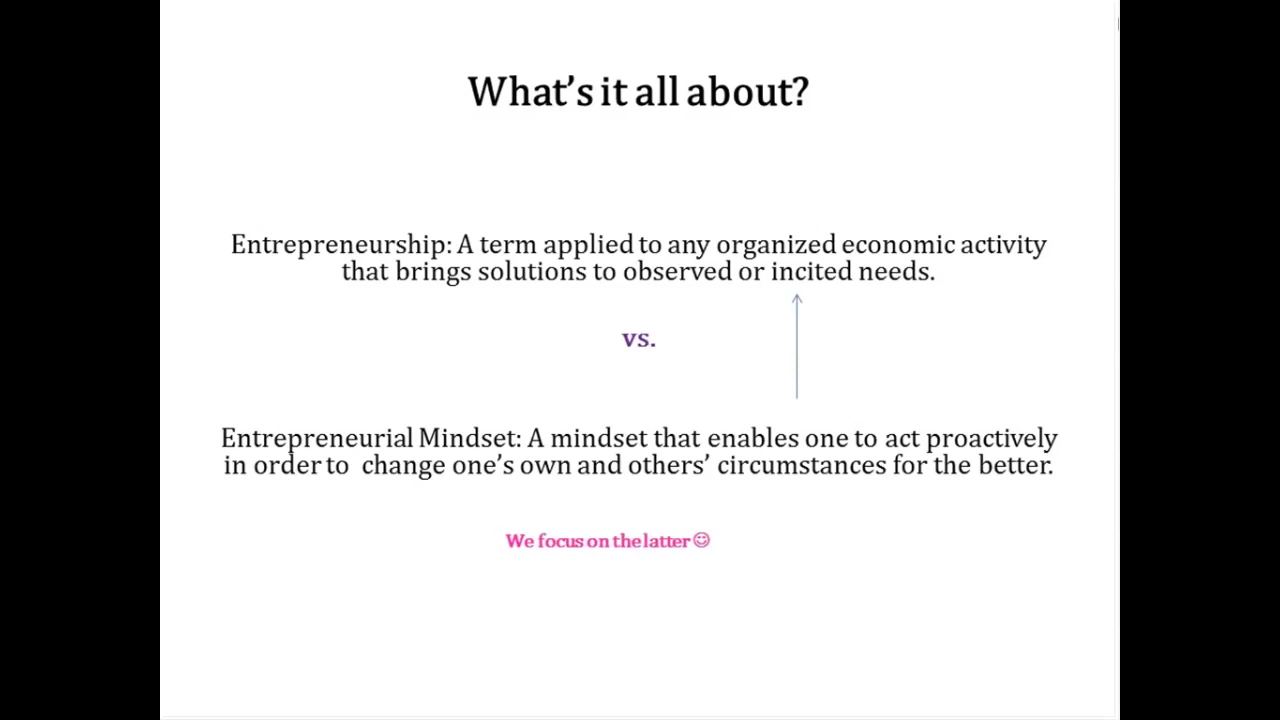 What's it all about?
Entrepreneurship: A term applied to any organized economic activity
that brings solutions to observed or incited needs.
vs.
Entrepreneurial Mindset: A mindset that enables one to act proactively
in order to change one's own and others' circumstances for the better.
We focus on the latter ☺